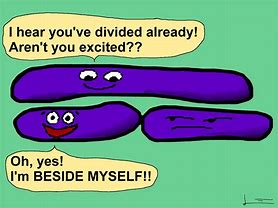 I hear you've divided already!
Aren't you excited??
Oh, yes!
I'm BESIDE MYSELF!!